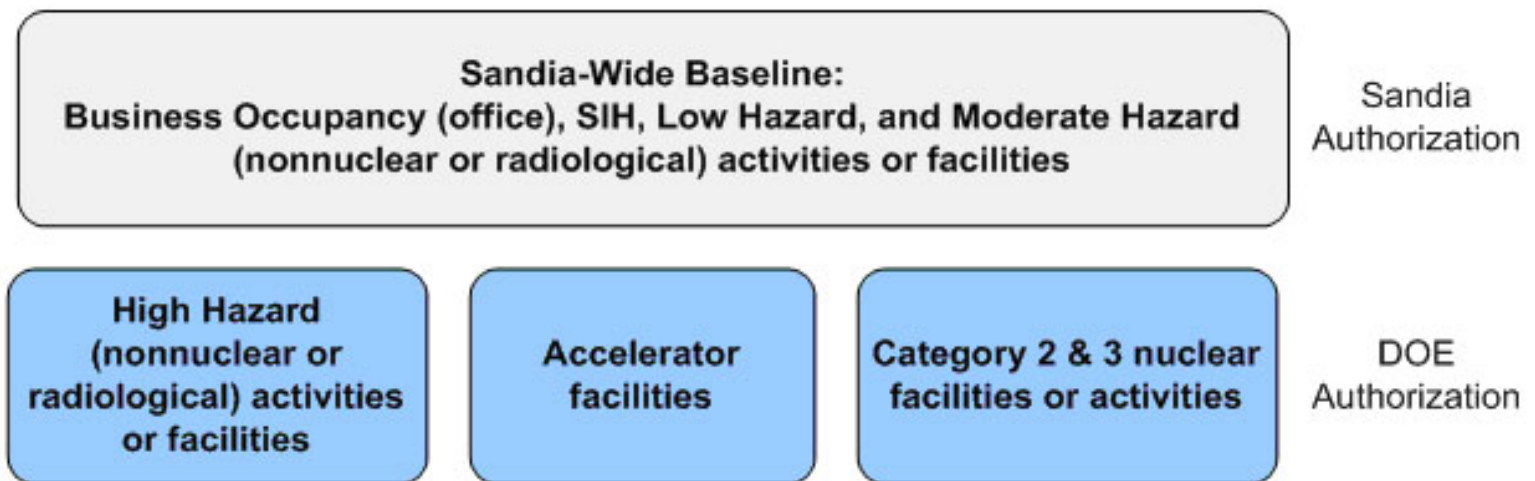 Sandia-Wide Baseline:
Business Occupancy (office), SIH, Low Hazard, and Moderate Hazard
(nonnuclear or radiological) activities or facilities
Sandia
Authorization
High Hazard
(nonnuclear or
radiological) activities
or facilities
Accelerator
facilities
Category 2 & 3 nuclear
facilities or activities
DOE
Authorization